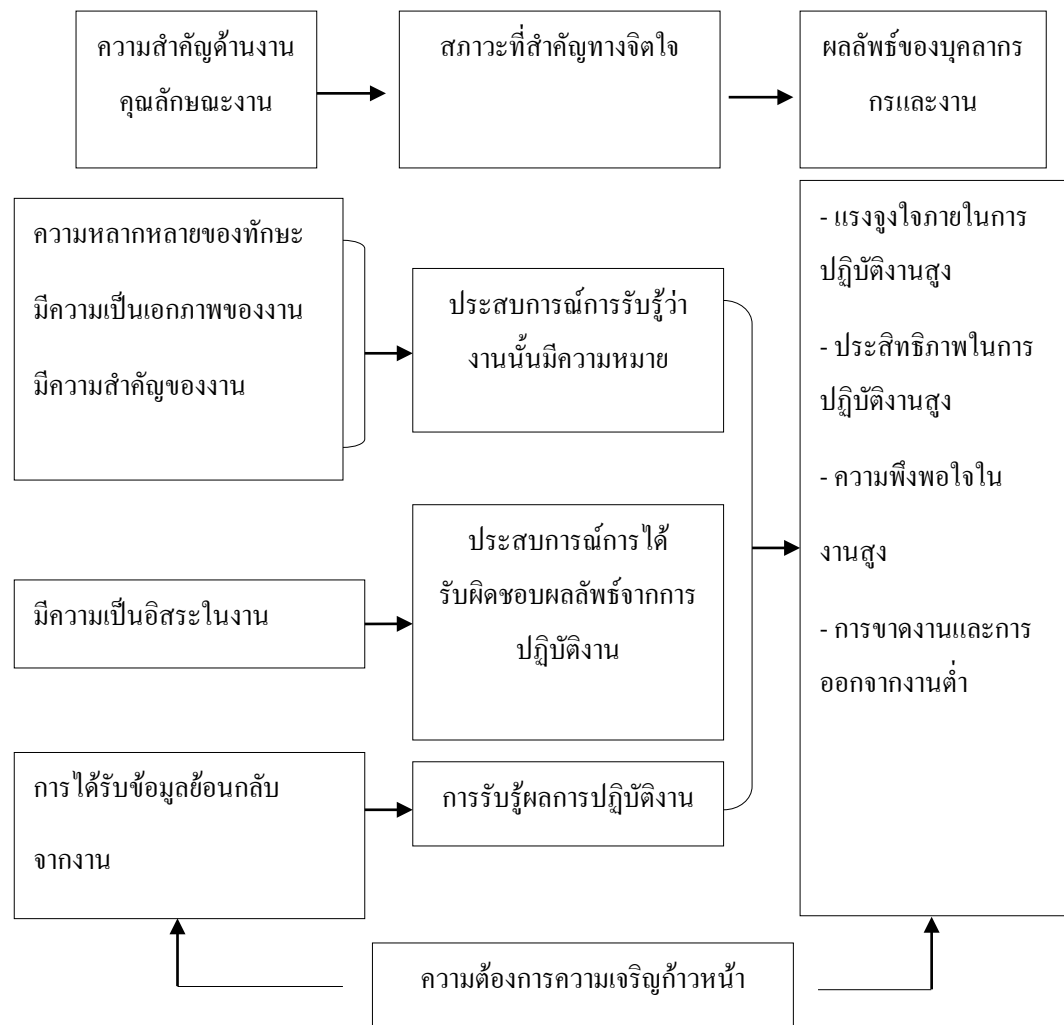 ความสำคัญด้านงาน
คุณลักษณะงาน
สภาวะที่สำคัญทางจิตใจ
ผลลัพธ์ของบุคลากร
กรและงาน
ความหลากหลายของทักษะ
มีความเป็นเอกภาพของงาน
มีความสำคัญของงาน
ประสบการณ์การรับรู้ว่า
งานนั้นมีความหมาย
มีความเป็นอิสระในงาน
ประสบการณ์การได้
รับผิดชอบผลลัพธ์จากการ
ปฏิบัติงาน
การได้รับข้อมูลย้อนกลับ
จากงาน
การรับรู้ผลการปฏิบัติงาน
- แรงจูงใจภายในการ
ปฏิบัติงานสูง
- ประสิทธิภาพในการ
ปฏิบัติงานสูง
- ความพึงพอใจใน
งานสูง
- การขาดงานและการ
ออกจากงานต่ำ
ความต้องการความเจริญก้าวหน้า